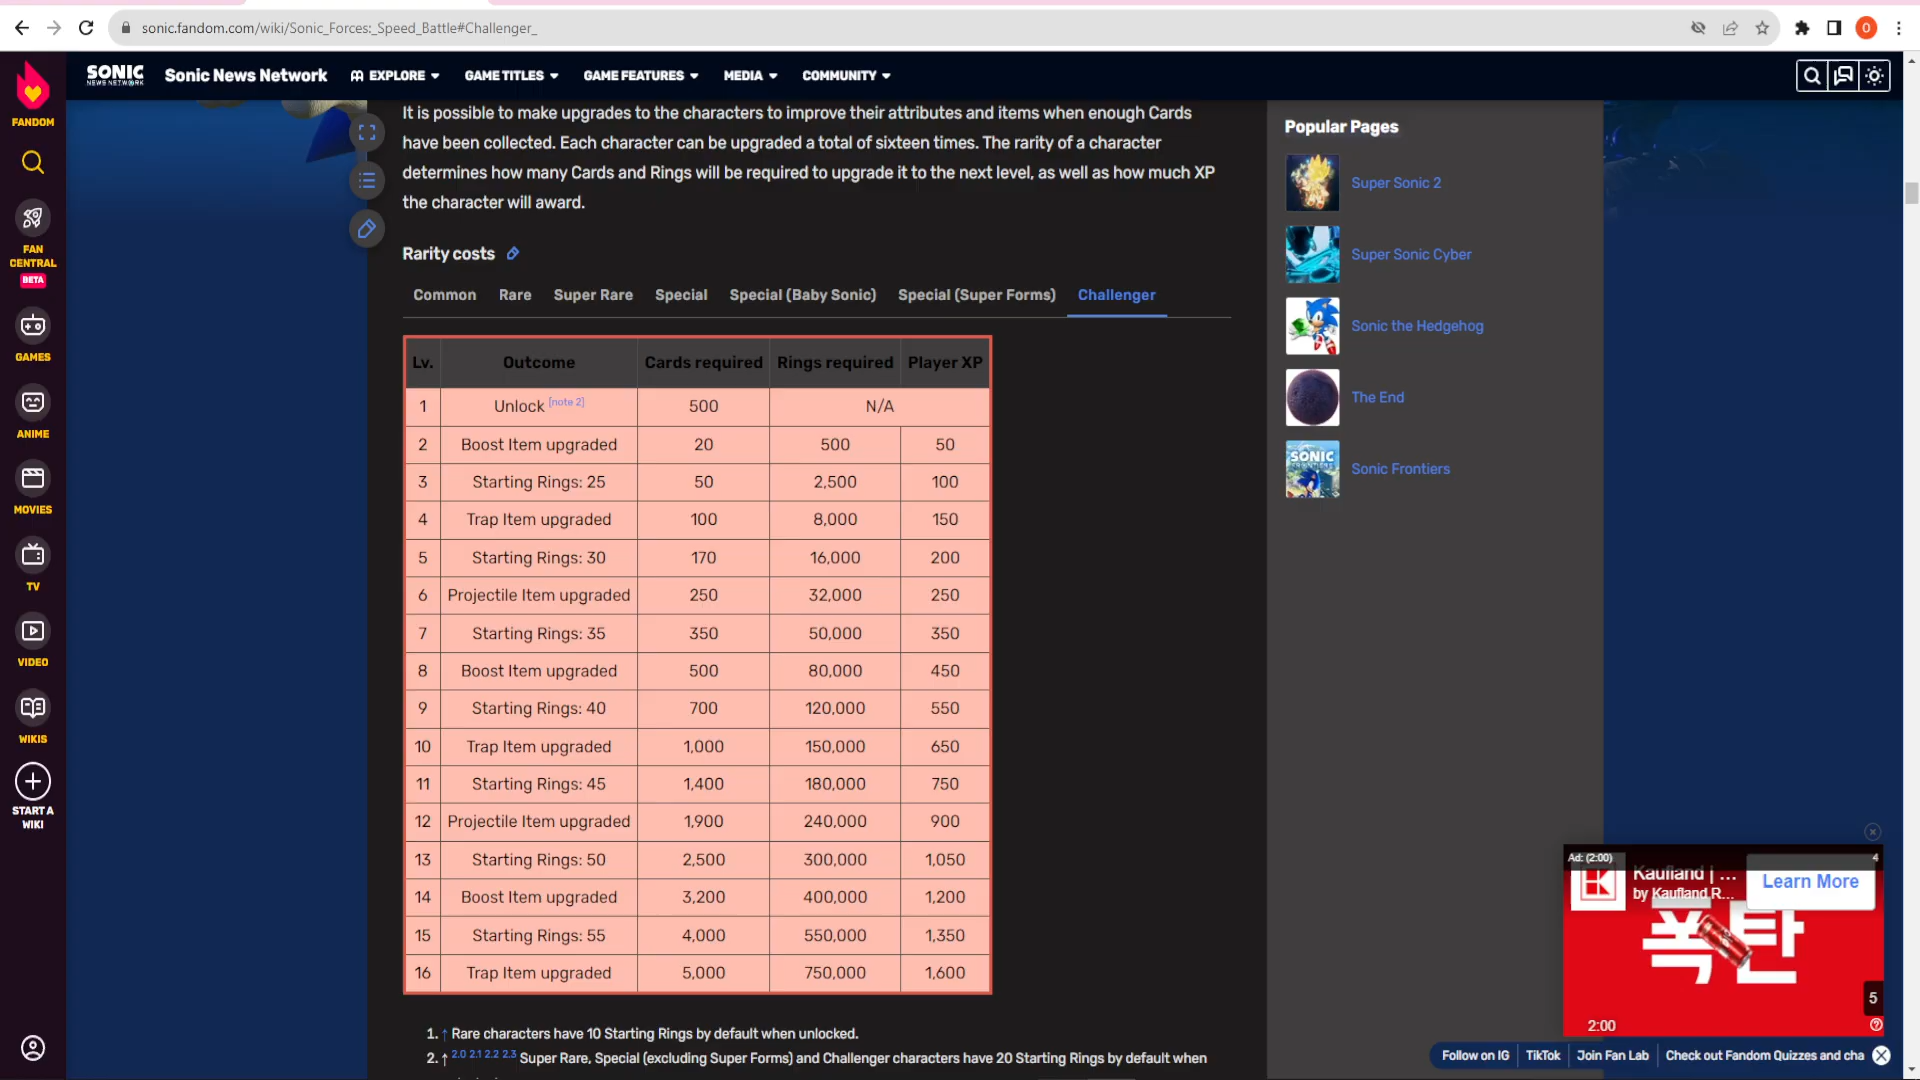 sonic.fandom.com/wiki/Sonic_Forces:_Speed_Battle#Challenger_
O
FANDOM
FAN
CENTRAL
BETA
GAMES
ANIME
MOVIES
TV
VIDEO
WIKIS
START A
WIKI
SONIC
NEWS NETWORK
Sonic News Network
EXPLORE
GAME TITLES
GAME FEATURES
MEDIA
COMMUNITY
It is possible to make upgrades to the characters to improve their attributes and items when enough Cards
have been collected. Each character can be upgraded a total of sixteen times. The rarity of a character
determines how many Cards and Rings will be required to upgrade it to the next level, as well as how much XP
the character will award.
Rarity costs
Common Rare Super Rare Special Special (Baby Sonic) Special (Super Forms) Challenger
Lv. Outcome Cards required Rings required Player XP
1 Unlock [note 2] 500 N/A
2 Boost Item upgraded 20 500 50
3 Starting Rings: 25 50 2,500 100
4 Trap Item upgraded 100 8,000 150
5 Starting Rings: 30 170 16,000 200
6 Projectile Item upgraded 250 32,000 250
7 Starting Rings: 35 350 50,000 350
8 Boost Item upgraded 500 80,000 450
9 Starting Rings: 40 700 120,000 550
10 Trap Item upgraded 1,000 150,000 650
11 Starting Rings: 45 1,400 180,000 750
12 Projectile Item upgraded 1,900 240,000 900
13 Starting Rings: 50 2,500 300,000 1,050
14 Boost Item upgraded 3,200 400,000 1,200
15 Starting Rings: 55 4,000 550,000 1,350
16 Trap Item upgraded 5,000 750,000 1,600
1. ↑ Rare characters have 10 Starting Rings by default when unlocked.
2. ↑ 2.0 2.1 2.2 2.3 Super Rare, Special (excluding Super Forms) and Challenger characters have 20 Starting Rings by default when
Popular Pages
Super Sonic 2
Super Sonic Cyber
Sonic the Hedgehog
The End
SONIC
FRONTIERS
Sonic Frontiers
Ad: (2:00)
4
Kaufland | ...
by Kaufland R...
Learn More
폭탄
5
2:00
Follow on IG
TikTok
Join Fan Lab
Check out Fandom Quizzes and cha